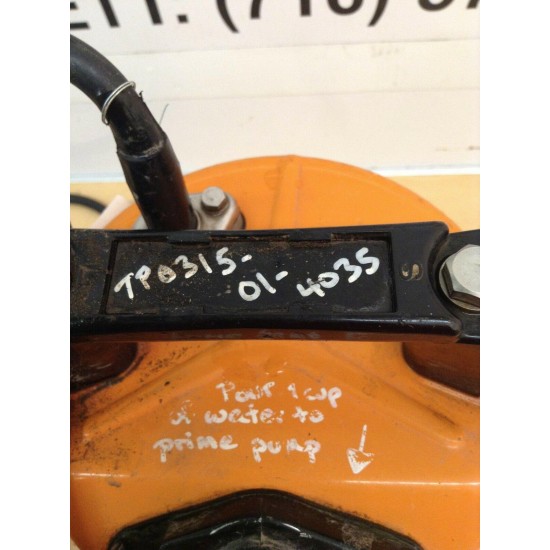 TP0315-
01-
4035
S
Pour 1 cup
of water to
prime pump